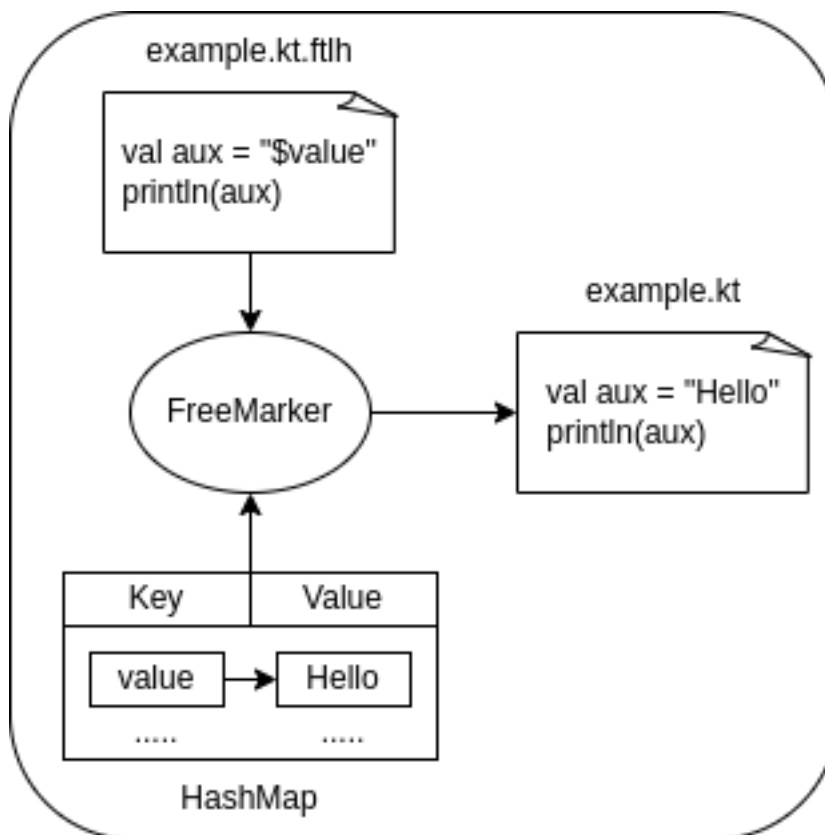 example.kt.ftlh
val aux = "$value"
println(aux)
example.kt
FreeMarker
val aux = "Hello"
println(aux)
Key Value
value Hello
..... .....
HashMap